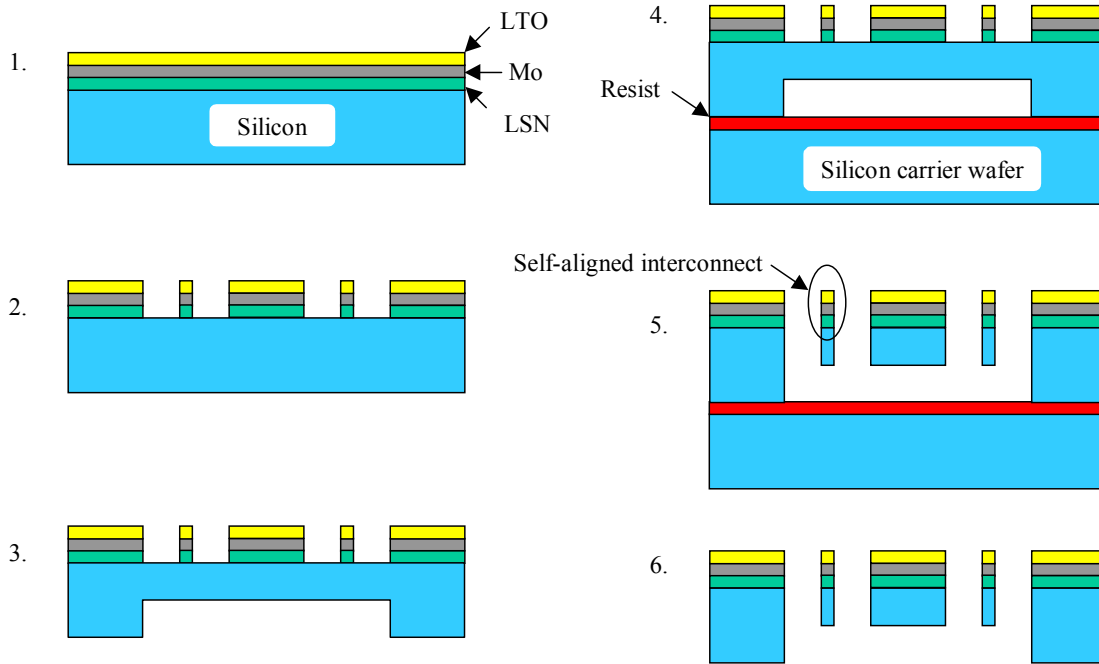 1.
LTO
Mo
LSN
Silicon
2.
3.
4.
Resist
Silicon carrier wafer
Self-aligned interconnect
5.
6.